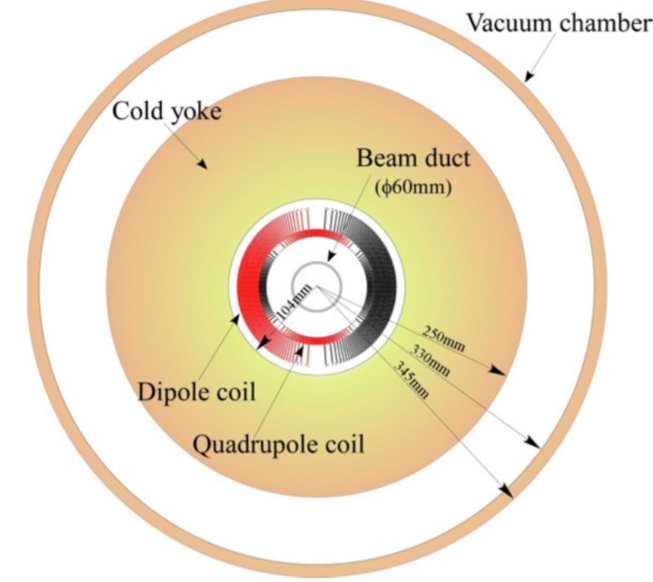 Vacuum chamber
Cold yoke
Beam duct
(ϕ60mm)
104mm
250mm
330mm
345mm
Dipole coil
Quadrupole coil